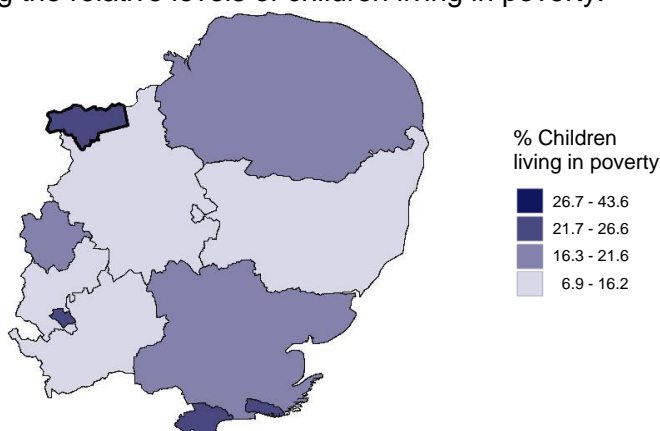 g the relative levels of children living in poverty.
% Children
living in poverty
26.7 - 43.6
21.7 - 26.6
16.3 - 21.6
6.9 - 16.2